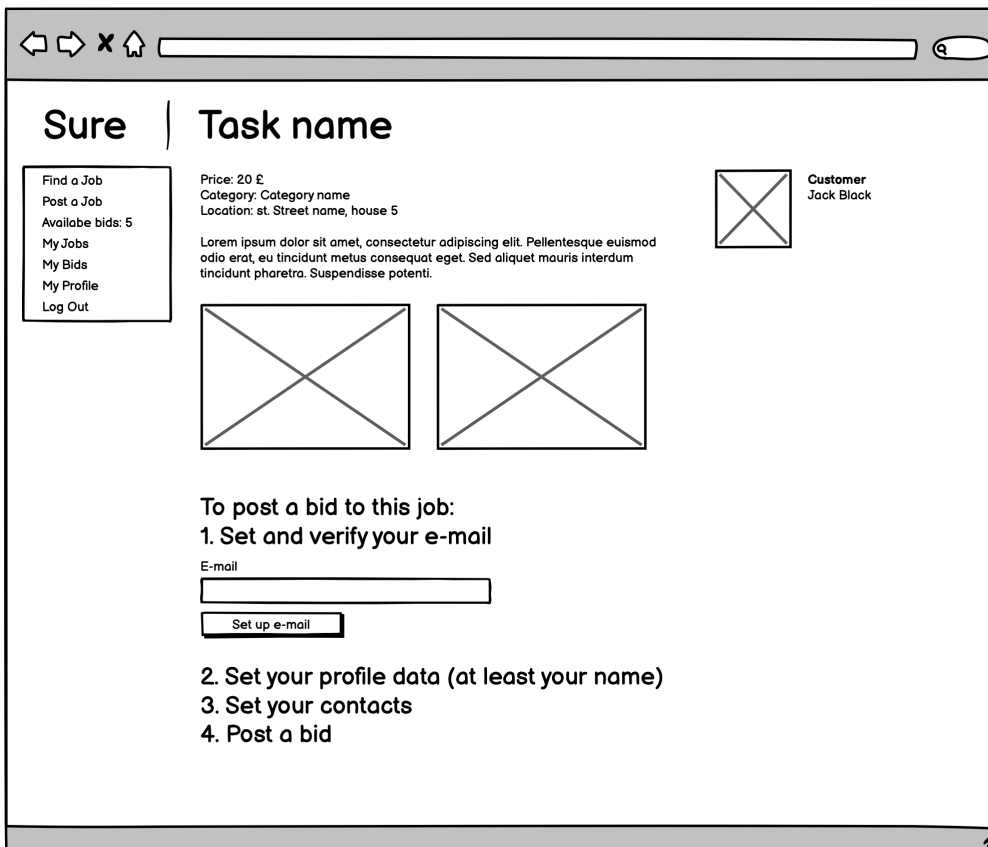 Sure
Task name
Find a Job
Post a Job
Availabe bids: 5
My Jobs
My Bids
My Profile
Log Out
Price: 20 £
Category: Category name
Location: st. Street name, house 5
Lorem ipsum dolor sit amet, consectetur adipiscing elit. Pellentesque euismod
odio erat, eu tincidunt metus consequat eget. Sed aliquet mauris interdum
tincidunt pharetra. Suspendisse potenti.
Customer
Jack Black
To post a bid to this job:
1. Set and verify your e-mail
E-mail
Set up e-mail
2. Set your profile data (at least your name)
3. Set your contacts
4. Post a bid